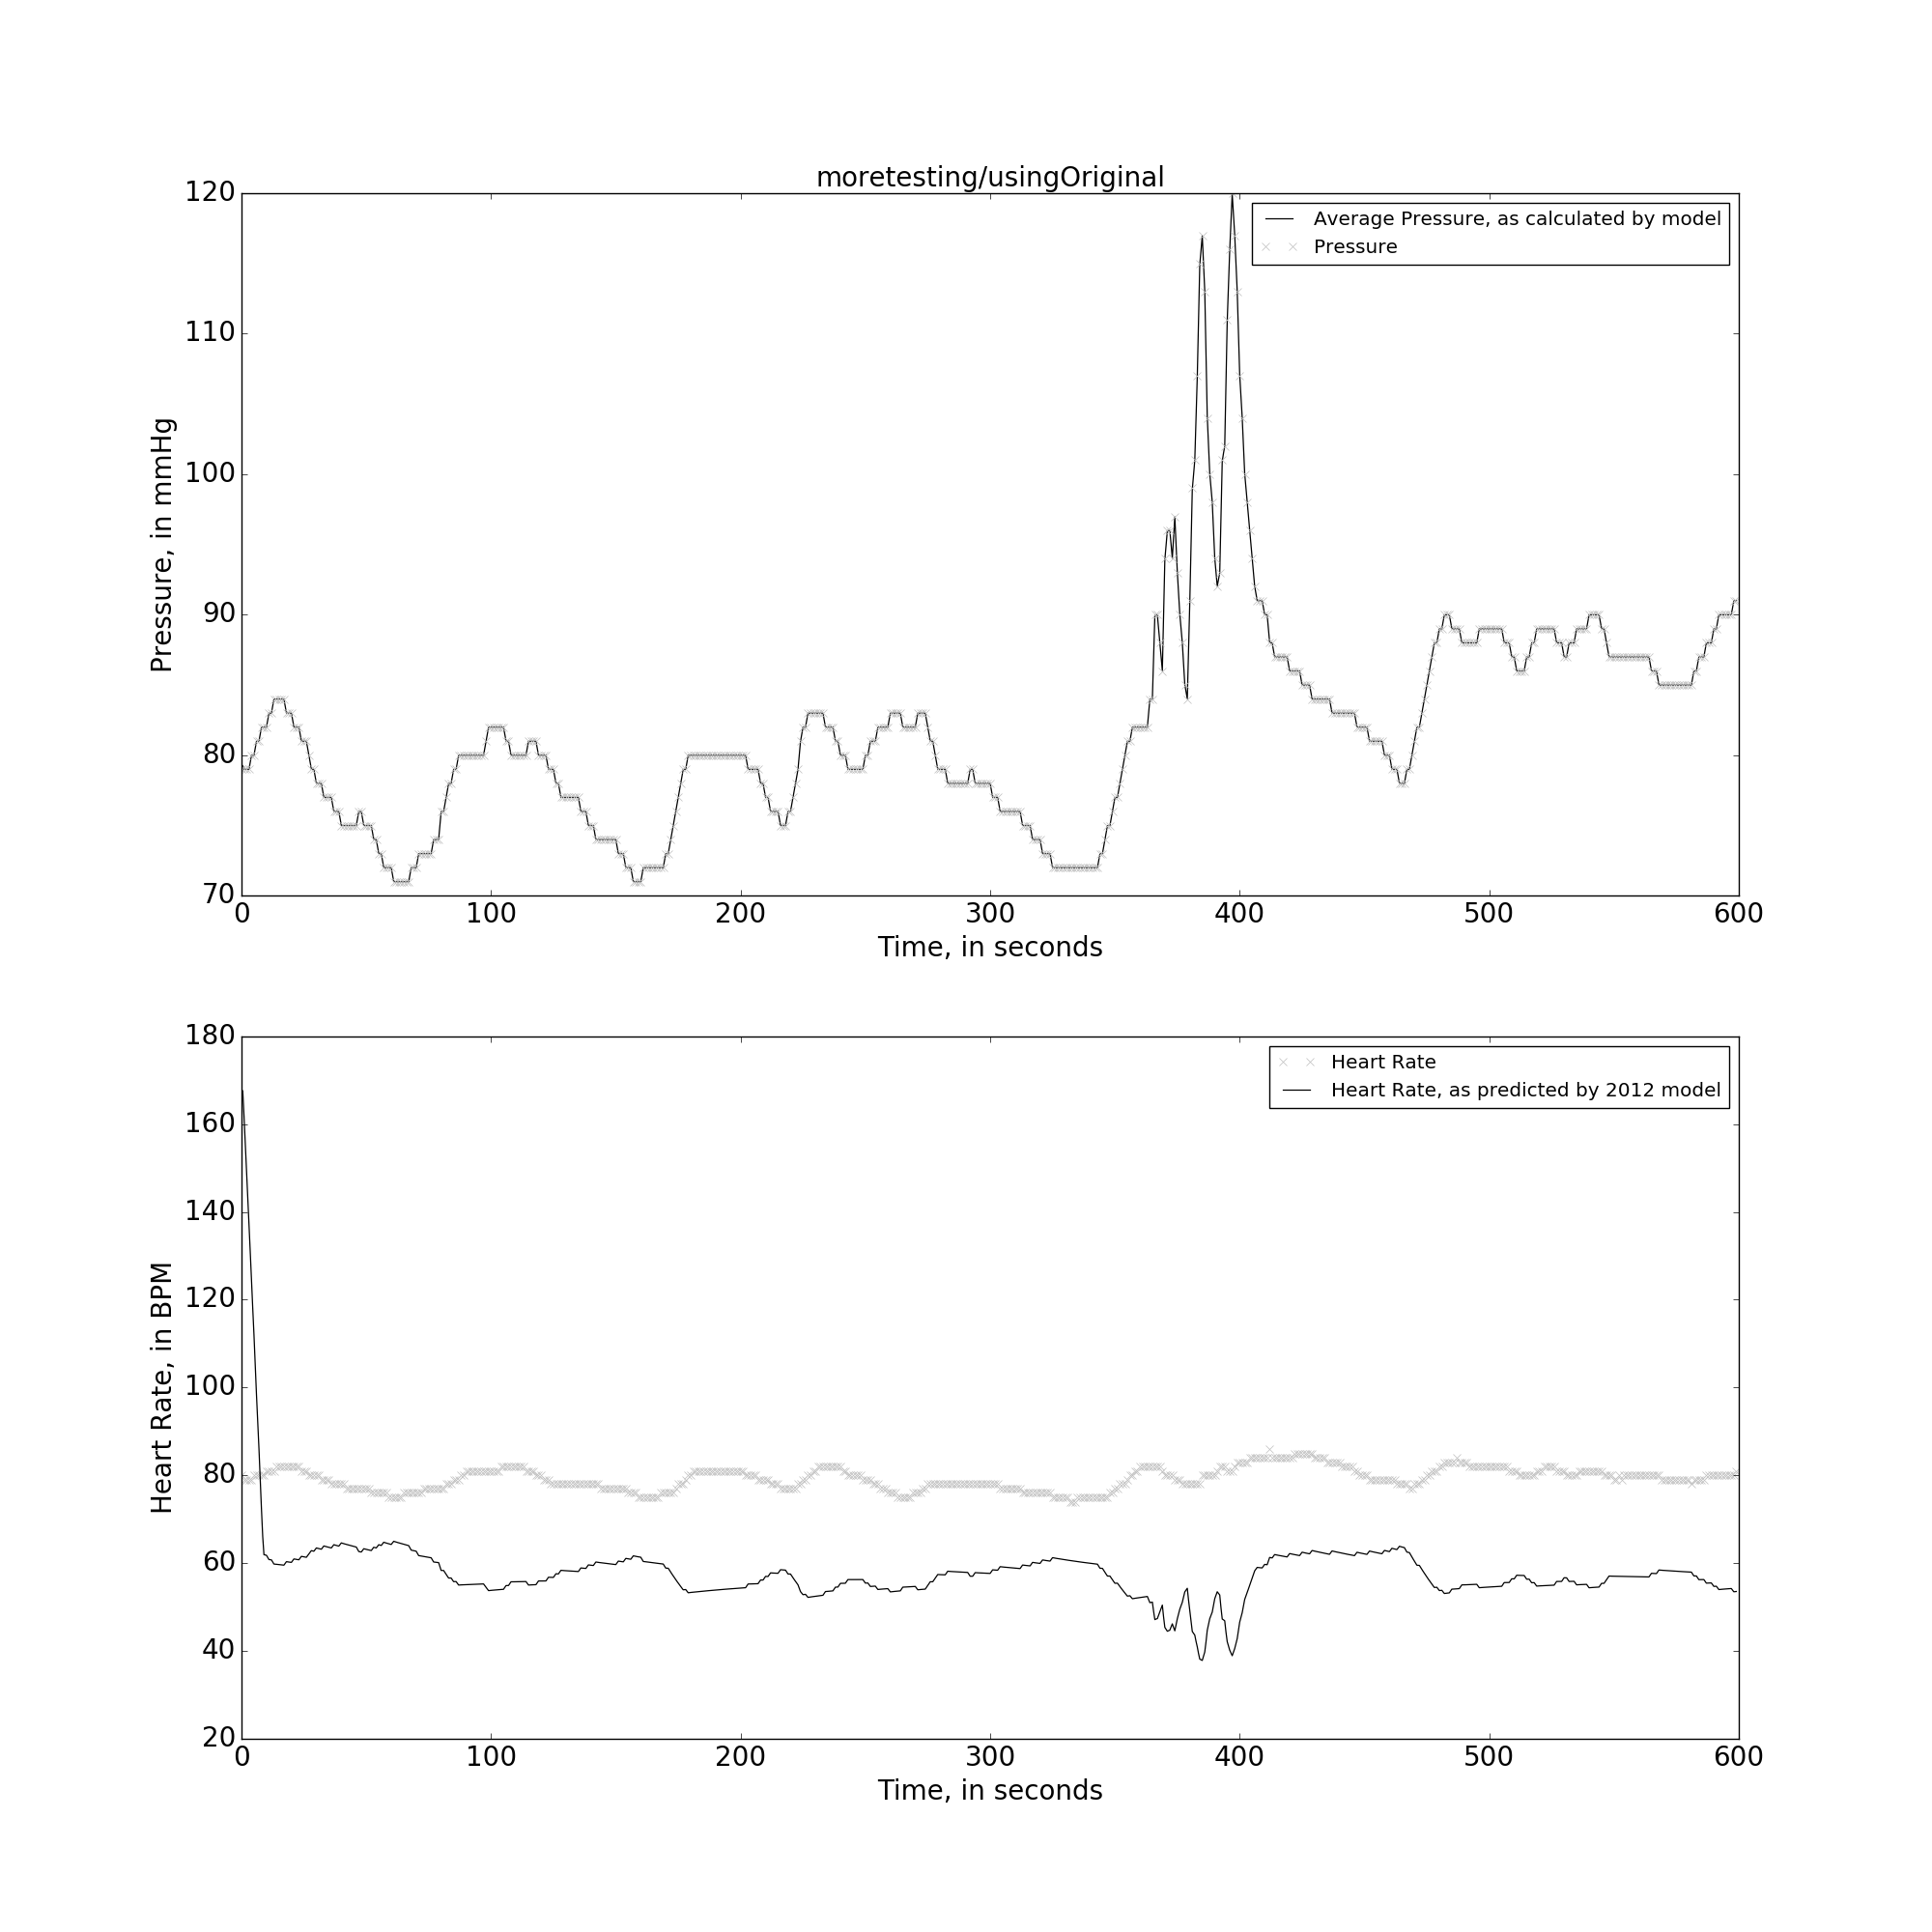 moretesting/usingOriginal
120
110
100
90
80
70
Pressure, in mmHg
Average Pressure, as calculated by model
Pressure
0 100 200 300 400 500 600
Time, in seconds
180
160
140
120
100
80
60
40
20
Heart Rate, in BPM
Heart Rate
Heart Rate, as predicted by 2012 model
0 100 200 300 400 500 600
Time, in seconds